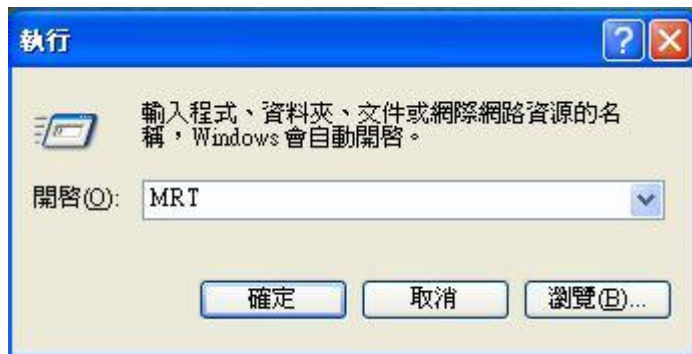 執行
輸入程式、資料夾、文件或網際網路資源的名
稱，Windows 會自動開啟。
開啟(O): MRT
確定 取消 瀏覽(B)...